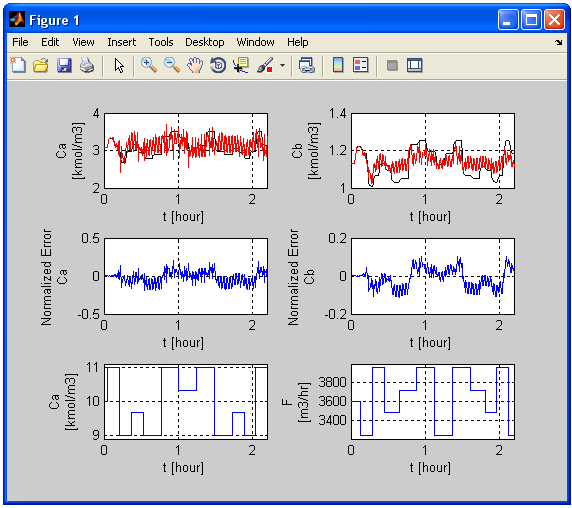 Figure 1
File Edit View Insert Tools Desktop Window Help
Ca
[kmol/m3]
4
3
2
0 1 2
t [hour]
Cb
[kmol/m3]
1.4
1.2
1
0 1 2
t [hour]
Normalized Error
Ca
0.5
0
-0.5
0 1 2
t [hour]
Normalized Error
Cb
0.2
0
-0.2
0 1 2
t [hour]
Ca
[kmol/m3]
11
10
9
0 1 2
t [hour]
F
[m3/hr]
3800
3600
3400
0 1 2
t [hour]